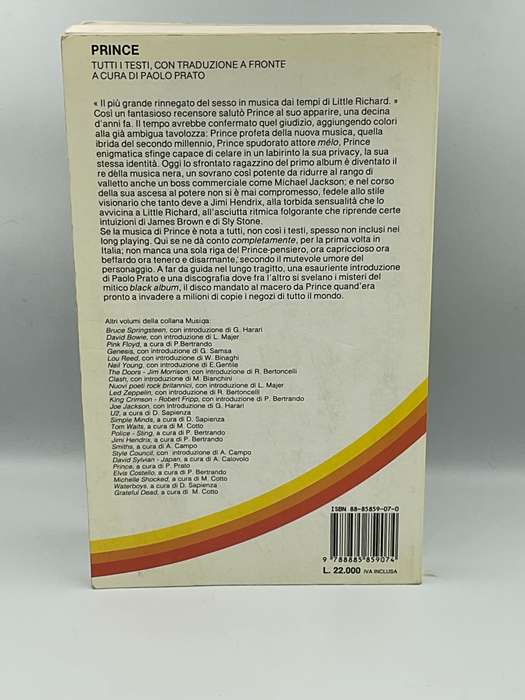 PRINCE
TUTTI I TESTI, CON TRADUZIONE A FRONTE
A CURA DI PAOLO PRATO
« Il più grande rinnegato del sesso in musica dai tempi di Little Richard. »
Così un fantasioso recensore salutò Prince al suo apparire, una decina
d'anni fa. Il tempo avrebbe confermato quel giudizio, aggiungendo colori
alla già ambigua tavolozza: Prince profeta della nuova musica, quella
ibrida del secondo millennio, Prince spudorato attore mélo, Prince
enigmatica sfinge capace di celare in un labirinto la sua privacy, la sua
stessa identità. Oggi lo sfrontato ragazzino del primo album è diventato il
re della musica nera, un sovrano così potente da ridurre al rango di
valletto anche un boss commerciale come Michael Jackson; e nel corso
della sua ascesa al potere non si è mai compromesso, fedele allo stile
visionario che tanto deve a Jimi Hendrix, alla torbida sensualità che lo
avvicina a Little Richard, all'asciutta ritmica folgorante che riprende certe
intuizioni di James Brown e di Sly Stone.
Se la musica di Prince è nota a tutti, non così i testi, spesso non inclusi nei
long playing. Qui se ne dà conto completamente, per la prima volta in
Italia; non manca una sola riga del Prince-pensiero, ora capriccioso ora
beffardo ora tenero e disarmante, secondo il mutevole umore del
personaggio. A far da guida nel lungo tragitto, una esauriente introduzione
di Paolo Prato e una discografia dove fra l'altro si svelano i misteri del
mitico black album, il disco mandato al macero da Prince quand'era
pronto a invadere a milioni di copie i negozi di tutto il mondo.
Altri volumi della collana Musiga:
Bruce Springsteen, con introduzione di G. Harari
David Bowie, con introduzione di L. Majer
Pink Floyd, a cura di P.Bertrando
Genesis, con introduzione di G. Samsa
Lou Reed, con introduzione di W. Binaghi
Neil Young, con introduzione di E.Gentile
The Doors - Jim Morrison, con introduzione di R. Bertoncelli
Clash, con introduzione di M. Bianchini
Nuovi poeti rock britannici, con introduzione di L. Majer
Led Zeppelin, con introduzione di R. Bertoncelli
King Crimson - Robert Fripp, con introduzione di P. Bertrando
Joe Jackson, con introduzione di G. Harari
U2, a cura di D. Sapienza
Simple Minds, a cura di D. Sapienza
Tom Waits, a cura di M. Cotto
Police - Sting, a cura di P. Bertrando
Jimi Hendrix, a cura di P. Bertrando
Smiths, a cura di A. Campo
Style Council, con introduzione di A. Campo
David Sylvian - Japan, a cura di A. Calovolo
Prince, a cura di P. Prato
Elvis Costello, a cura di P. Bertrando
Michelle Shocked, a cura di M. Cotto
Waterboys, a cura di D. Sapienza
Grateful Dead, a cura di M. Cotto
ISBN 88-85859-07-0
9 788885 859074
L. 22.000 IVA INCLUSA